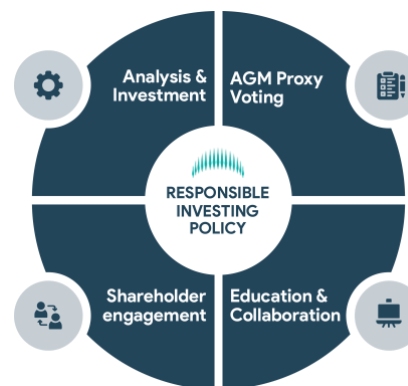 Analysis &
Investment
AGM Proxy
Voting
RESPONSIBLE
INVESTING
POLICY
Shareholder
engagement
Education &
Collaboration